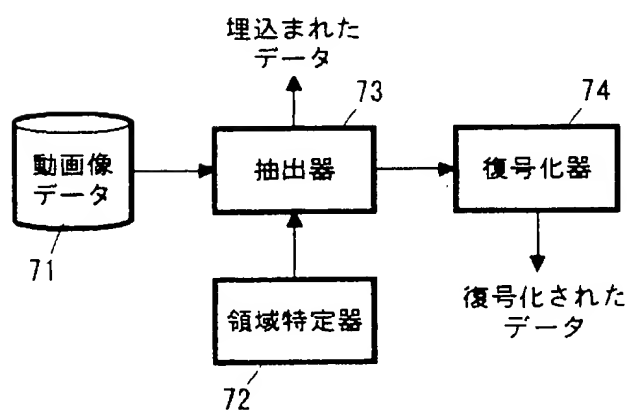 埋込まれた
データ
73
74
動画像
データ
抽出器
復号化器
71
領域特定器
復号化された
データ
72